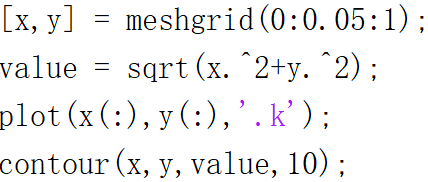 [x,y] = meshgrid(0:0.05:1);
value = sqrt(x.^2+y.^2);
plot(x(:),y(:),'.k');
contour(x,y,value,10);